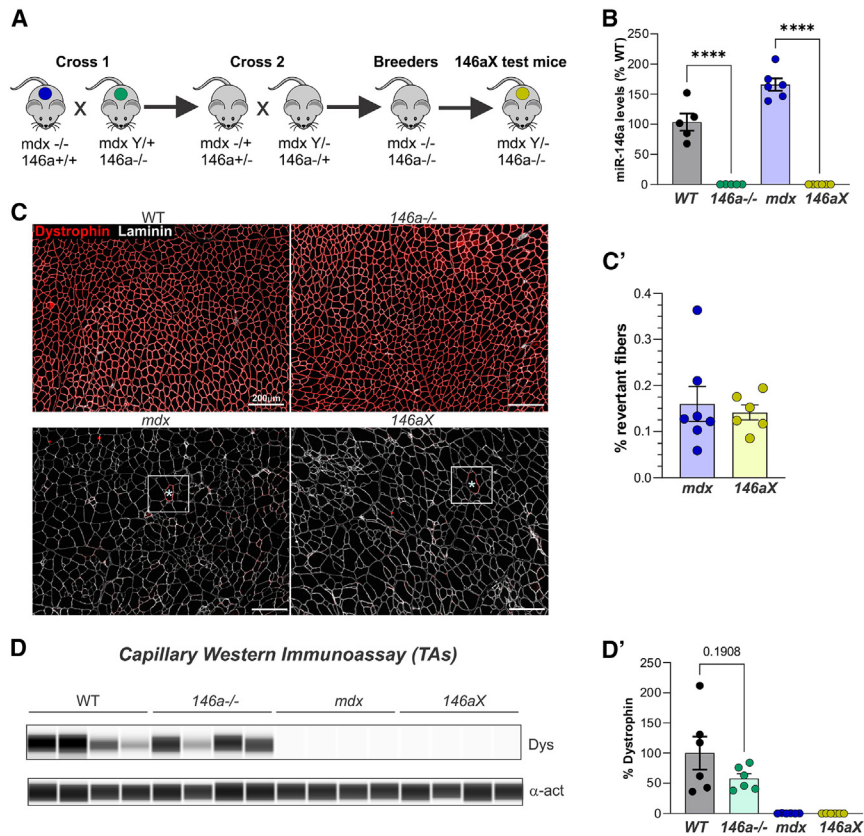 A
Cross 1
Cross 2
Breeders
146aX test mice
X
X
mdx -/-
146a+/+
mdx Y/+
146a-/-
mdx -/+
146a+/-
mdx Y/-
146a-/+
mdx -/-
146a-/-
mdx Y/-
146a-/-
B
miR-146a levels (% WT)
250
200
150
100
50
0
****
****
WT
146a-/-
mdx
146aX
C
WT
146a-/-
Dystrophin Laminin
200μm
mdx
146aX
*
*
C'
% revertant fibers
0.4
0.3
0.2
0.1
0.0
mdx
146aX
D
Capillary Western Immunoassay (TAs)
WT
146a-/-
mdx
146aX
Dys
α-act
D'
% Dystrophin
250
200
150
100
50
0
0.1908
WT
146a-/-
mdx
146aX